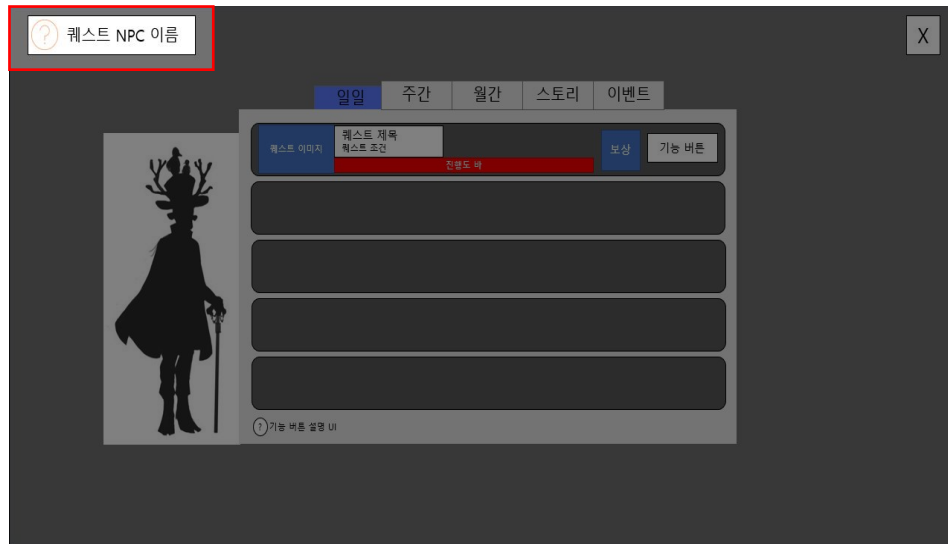 ? 퀘스트 NPC 이름
X
일일 주간 월간 스토리 이벤트
퀘스트 이미지
퀘스트 제목
퀘스트 조건
진행도 바
보상
기능 버튼
? 기능 버튼 설명 UI